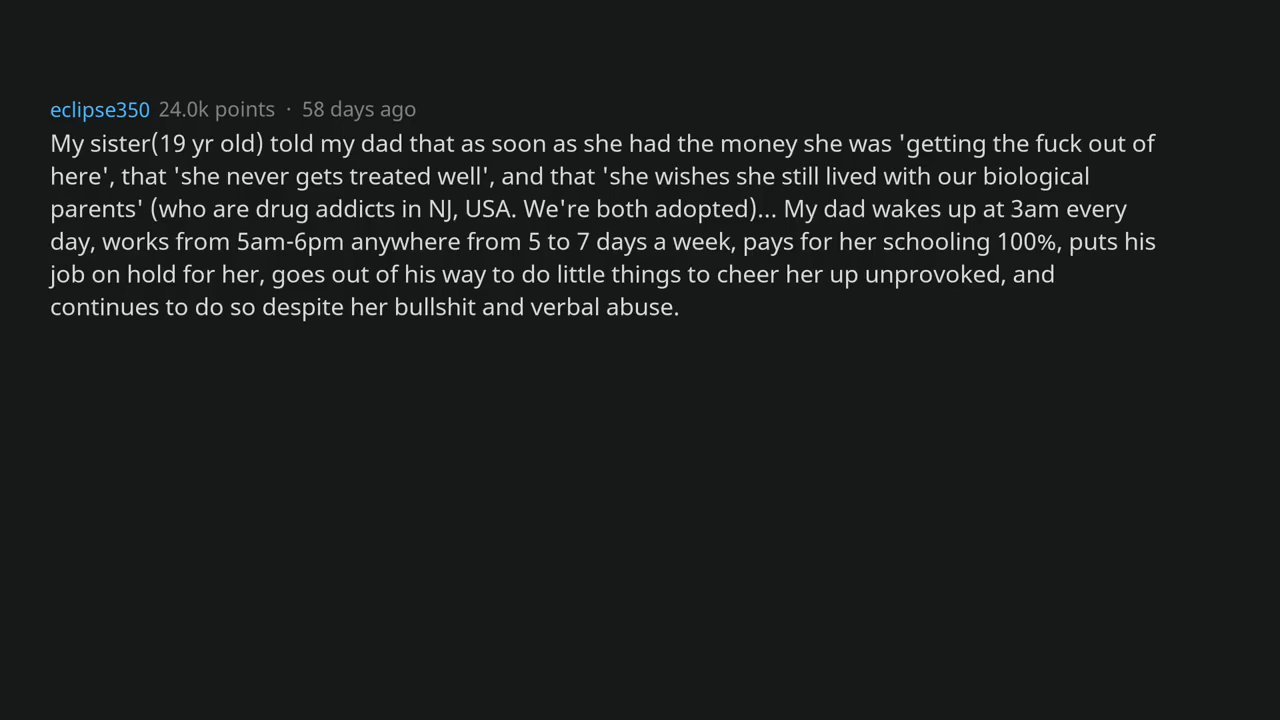 eclipse350 24.0k points · 58 days ago
My sister(19 yr old) told my dad that as soon as she had the money she was 'getting the fuck out of
here', that 'she never gets treated well', and that 'she wishes she still lived with our biological
parents' (who are drug addicts in NJ, USA. We're both adopted)... My dad wakes up at 3am every
day, works from 5am-6pm anywhere from 5 to 7 days a week, pays for her schooling 100%, puts his
job on hold for her, goes out of his way to do little things to cheer her up unprovoked, and
continues to do so despite her bullshit and verbal abuse.